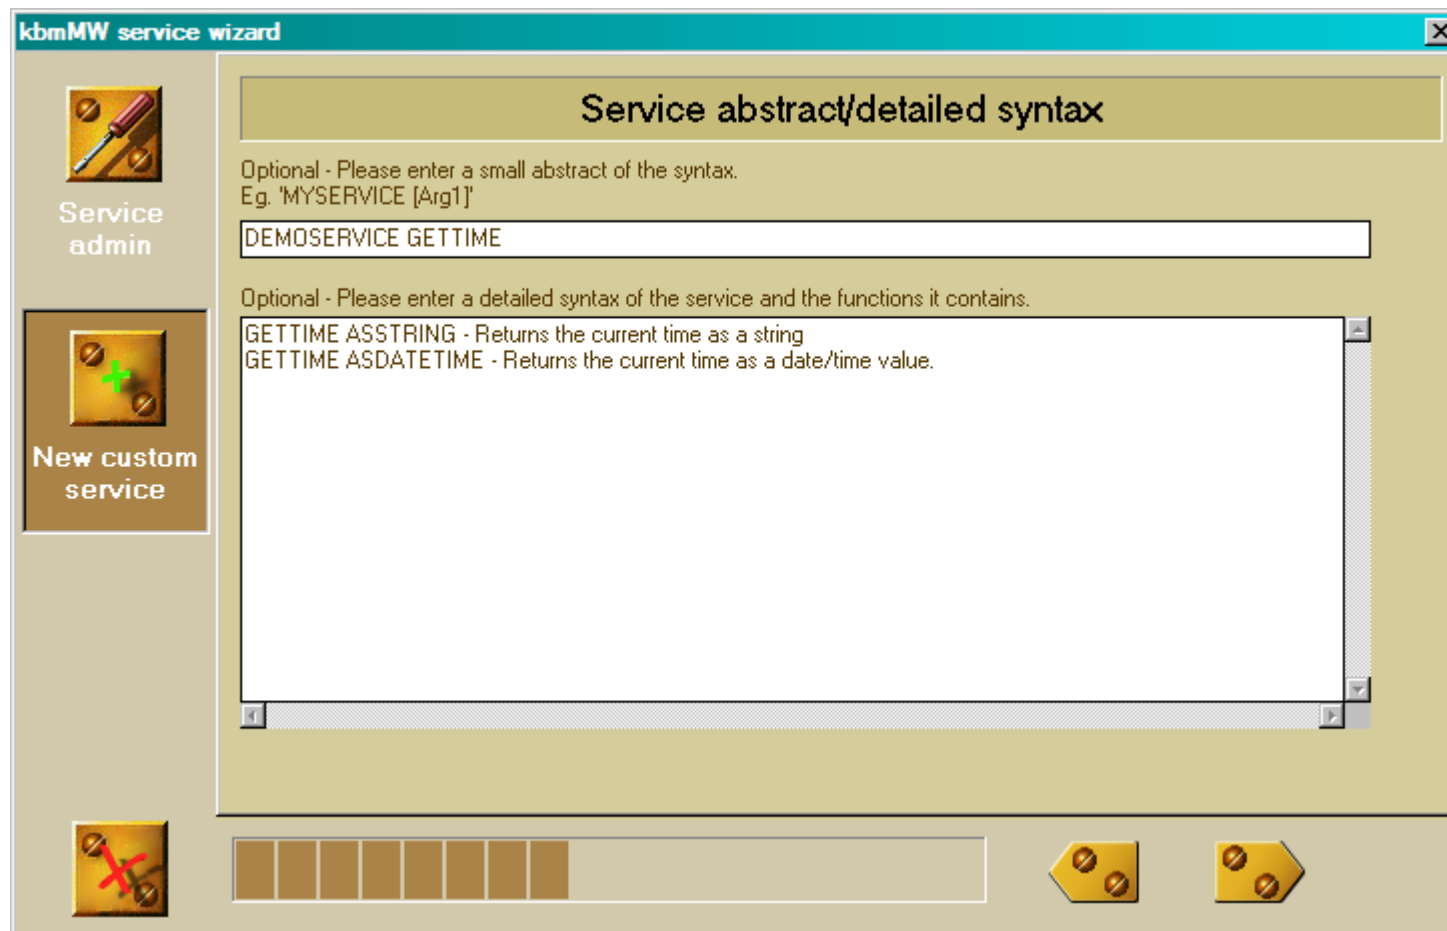 kbmMW service wizard
Service abstract/detailed syntax
Service
admin
Optional - Please enter a small abstract of the syntax.
Eg. 'MYSERVICE [Arg1]'
DEMOSERVICE GETTIME
Optional - Please enter a detailed syntax of the service and the functions it contains.
GETTIME ASSTRING - Returns the current time as a string
GETTIME ASDATETIME - Returns the current time as a date/time value.
New custom
service